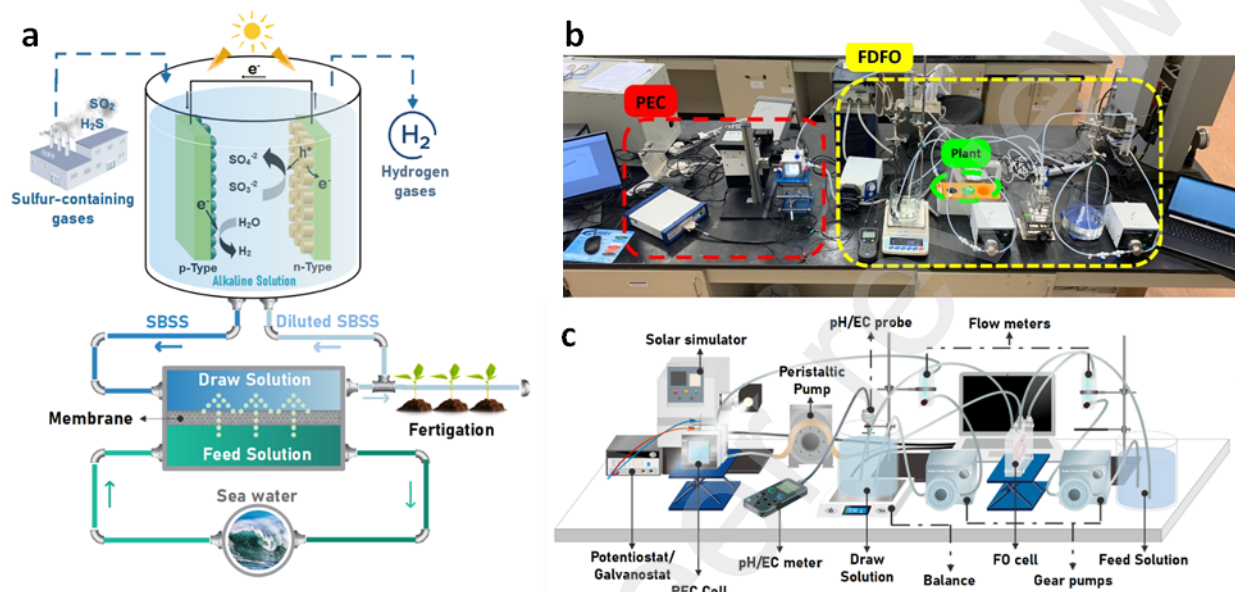 a
SO2
H2S
Sulfur-containing
gases
e-
SO4-2
SO3-2
h+
e-
e-
H2O
H2
p-Type
n-Type
Alkaline Solution
H2
Hydrogen
gases
SBSS
Diluted SBSS
Draw Solution
Membrane
Feed Solution
Fertigation
Sea water
b
PEC
FDFO
Plant
c
Solar simulator
pH/EC probe
Flow meters
Peristaltic
Pump
Potentiostat/
Galvanostat
PEC Cell
pH/EC meter
Draw
Solution
Balance
FO cell
Gear pumps
Feed Solution